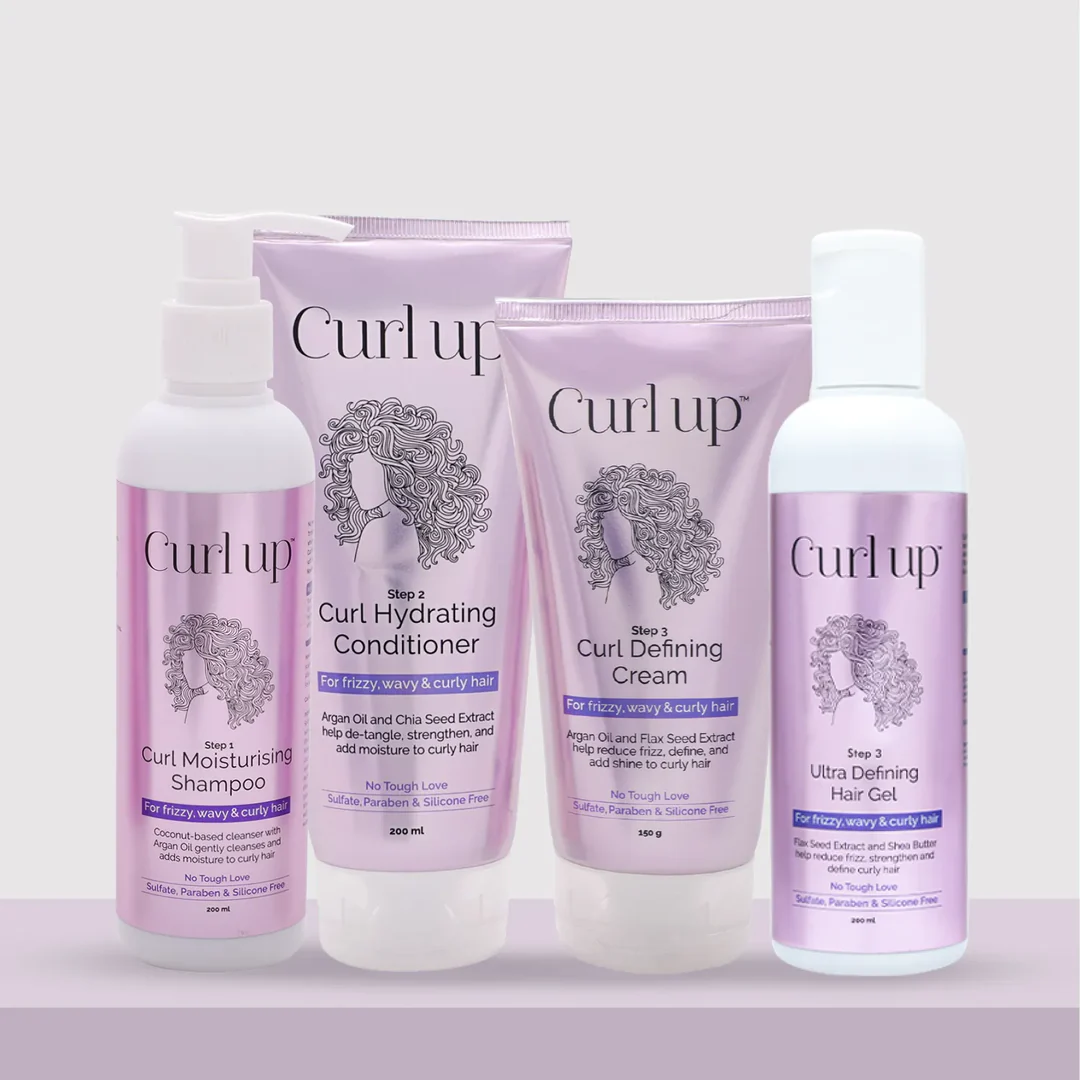 Curl up™
Step 1
Curl Moisturising
Shampoo
For frizzy, wavy & curly hair
Coconut-based cleanser with
Argan Oil gently cleanses and
adds moisture to curly hair
No Tough Love
Sulfate, Paraben & Silicone Free
200 ml
Curl up
Step 2
Curl Hydrating
Conditioner
For frizzy, wavy & curly hair
Argan Oil and Chia Seed Extract
help de-tangle, strengthen, and
add moisture to curly hair
No Tough Love
Sulfate, Paraben & Silicone Free
200 ml
Curl up™
Step 3
Curl Defining
Cream
For frizzy, wavy & curly hair
Argan Oil and Flax Seed Extract
help reduce frizz, define, and
add shine to curly hair
No Tough Love
Sulfate, Paraben & Silicone Free
150 g
Curl up™
Step 3
Ultra Defining
Hair Gel
For frizzy, wavy & curly hair
Flax Seed Extract and Shea Butter
help reduce frizz, strengthen and
define curly hair
No Tough Love
Sulfate, Paraben & Silicone Free
200 ml